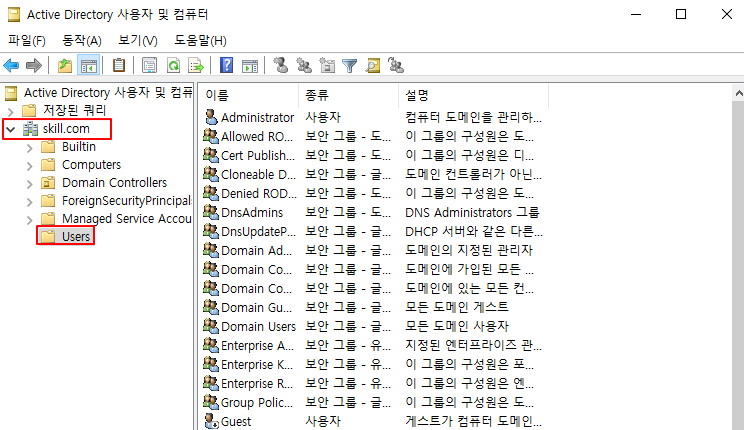 Active Directory 사용자 및 컴퓨터
파일(F) 동작(A) 보기(V) 도움말(H)
Active Directory 사용자 및 컴퓨
저장된 쿼리
skill.com
Builtin
Computers
Domain Controllers
ForeignSecurityPrincipals
Managed Service Accou
Users
이름 종류 설명
Administrator 사용자 컴퓨터 도메인을 관리하...
Allowed RO... 보안 그룹 - 도... 이 그룹의 구성원은 도...
Cert Publish... 보안 그룹 - 도... 이 그룹의 구성원은 디...
Cloneable D... 보안 그룹 - 글... 도메인 컨트롤러가 아닌...
Denied ROD... 보안 그룹 - 도... 이 그룹의 구성원은 도...
DnsAdmins 보안 그룹 - 도... DNS Administrators 그룹
DnsUpdateP... 보안 그룹 - 글... DHCP 서버와 같은 다른...
Domain Ad... 보안 그룹 - 글... 도메인의 지정된 관리자
Domain Co... 보안 그룹 - 글... 도메인에 가입된 모든 ...
Domain Co... 보안 그룹 - 글... 도메인에 있는 모든 컨...
Domain Gu... 보안 그룹 - 글... 모든 도메인 게스트
Domain Users 보안 그룹 - 글... 모든 도메인 사용자
Enterprise A... 보안 그룹 - 유... 지정된 엔터프라이즈 관...
Enterprise K... 보안 그룹 - 유... 이 그룹의 구성원은 포...
Enterprise R... 보안 그룹 - 유... 이 그룹의 구성원은 엔...
Group Polic... 보안 그룹 - 글... 이 그룹의 구성원은 도...
Guest 사용자 게스트가 컴퓨터 도메인...